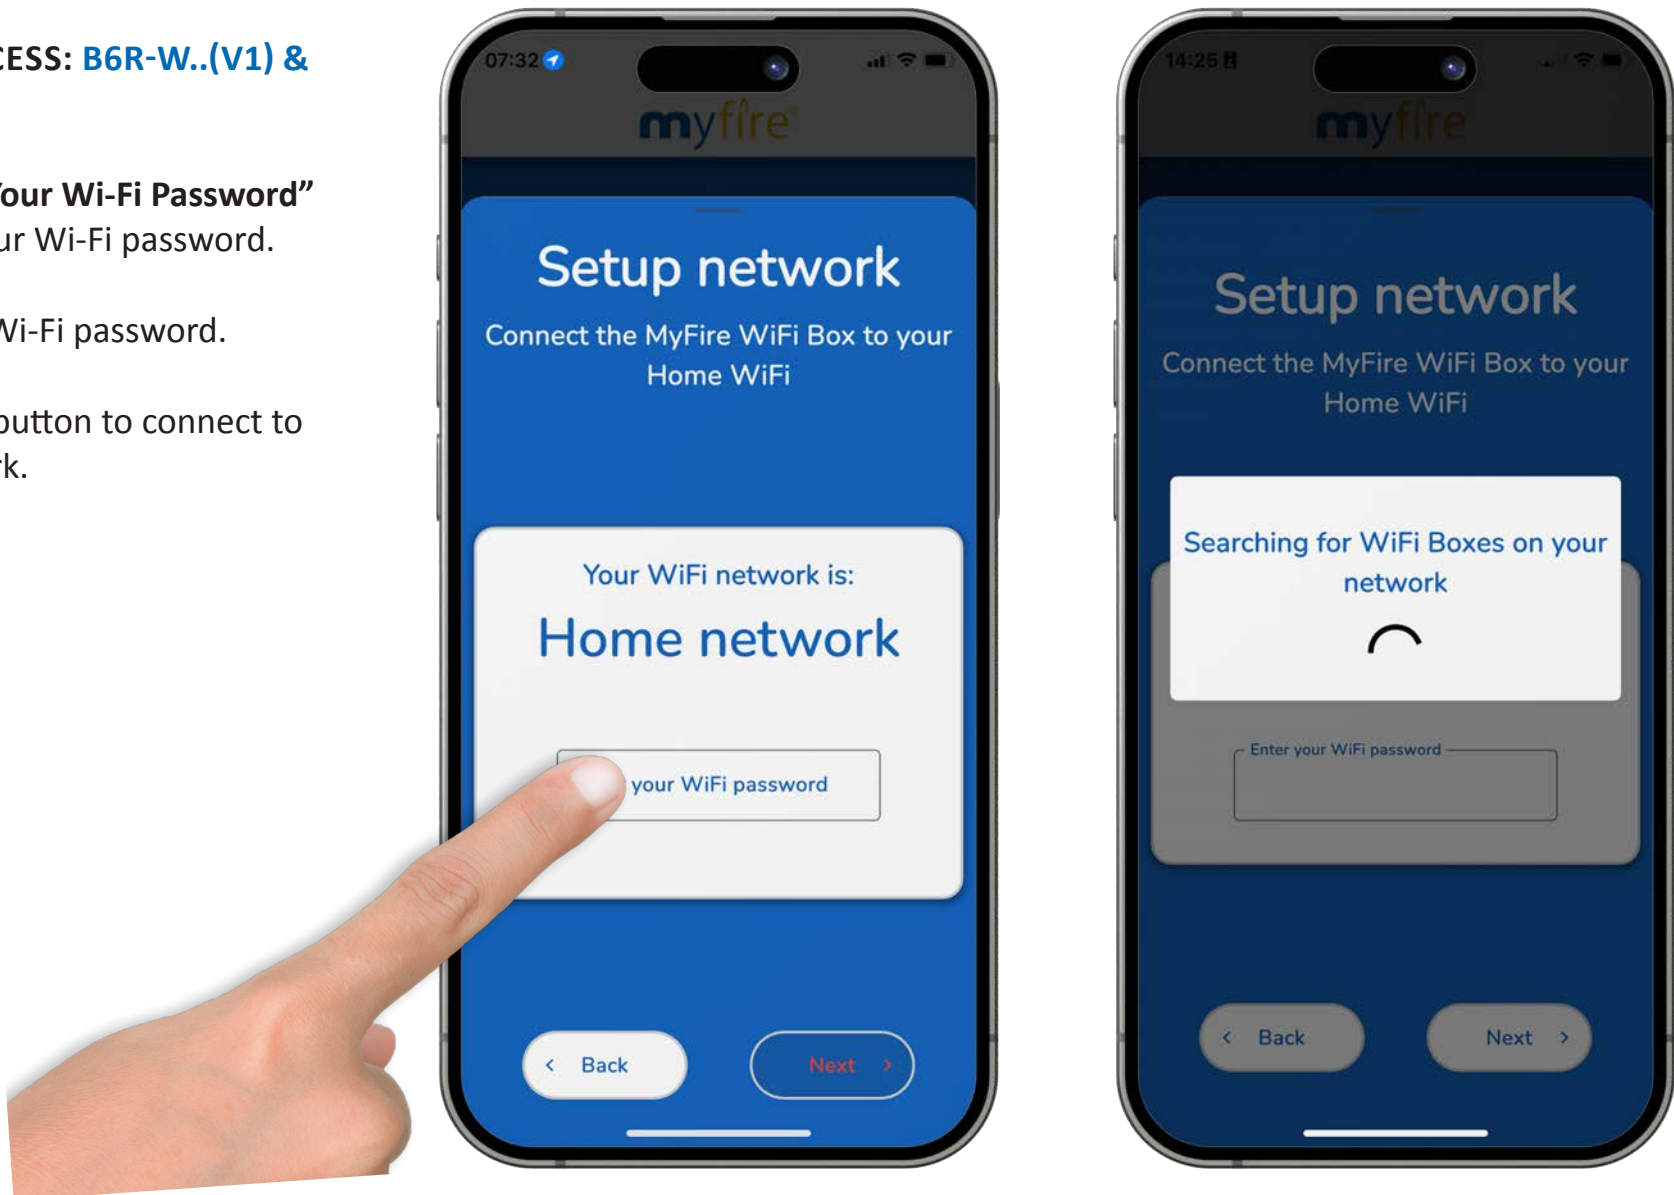 CESS: B6R-W..(V1) &
our Wi-Fi Password”
ur Wi-Fi password.
Wi-Fi password.
button to connect to
k.
07:32
myfire
Setup network
Connect the MyFire WiFi Box to your
Home WiFi
Your WiFi network is:
Home network
your WiFi password
< Back
Next >
14:25
myfire
Setup network
Connect the MyFire WiFi Box to your
Home WiFi
Searching for WiFi Boxes on your
network
Enter your WiFi password
< Back
Next >